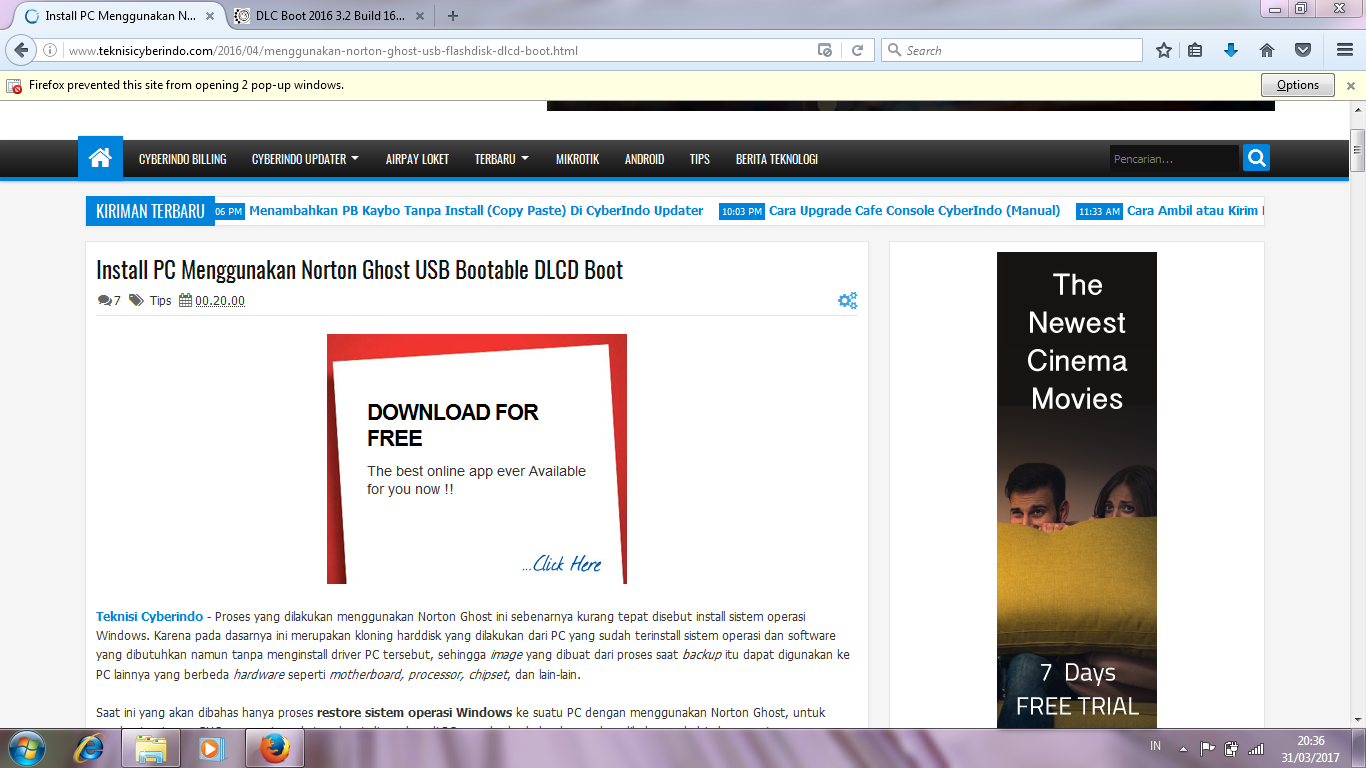 Install PC Menggunakan N...
DLC Boot 2016 3.2 Build 16...
www.teknisicyberindo.com/2016/04/menggunakan-norton-ghost-usb-flashdisk-dlcd-boot.html
Search
Firefox prevented this site from opening 2 pop-up windows.
Options
CYBERINDO BILLING
CYBERINDO UPDATER
AIRPAY LOKET
TERBARU
MIKROTIK
ANDROID
TIPS
BERITA TEKNOLOGI
Pencarian...
KIRIMAN TERBARU
06 PM Menambahkan PB Kaybo Tanpa Install (Copy Paste) Di CyberIndo Updater
10:03 PM Cara Upgrade Cafe Console CyberIndo (Manual)
11:33 AM Cara Ambil atau Kirim
Install PC Menggunakan Norton Ghost USB Bootable DLCD Boot
7 Tips 00.20.00
DOWNLOAD FOR
FREE
The best online app ever Available
for you now !!
...Click Here
The
Newest
Cinema
Movies
7 Days
FREE TRIAL
Teknisi Cyberindo - Proses yang dilakukan menggunakan Norton Ghost ini sebenarnya kurang tepat disebut install sistem operasi
Windows. Karena pada dasarnya ini merupakan kloning harddisk yang dilakukan dari PC yang sudah terinstall sistem operasi dan software
yang dibutuhkan namun tanpa menginstall driver PC tersebut, sehingga image yang dibuat dari proses saat backup itu dapat digunakan ke
PC lainnya yang berbeda hardware seperti motherboard, processor, chipset, dan lain-lain.
Saat ini yang akan dibahas hanya proses restore sistem operasi Windows ke suatu PC dengan menggunakan Norton Ghost, untuk
IN
20:36
31/03/2017